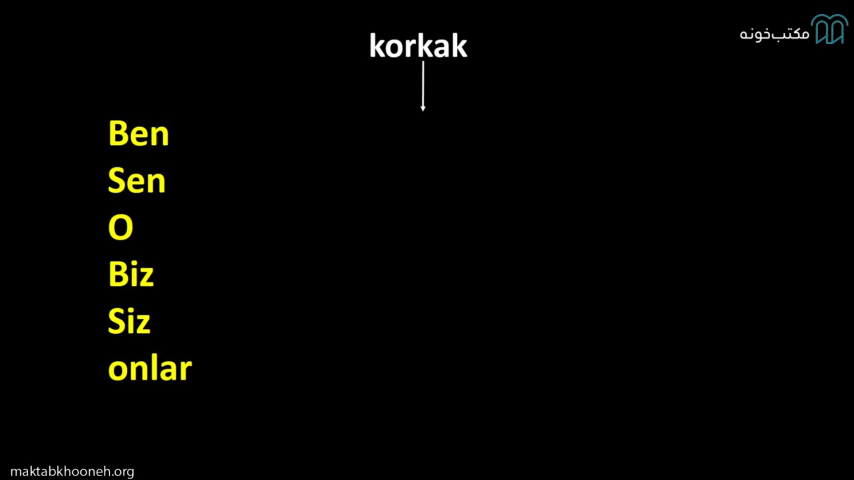 korkak
مکتب‌خونه
Ben
Sen
O
Biz
Siz
onlar
maktabkhooneh.org